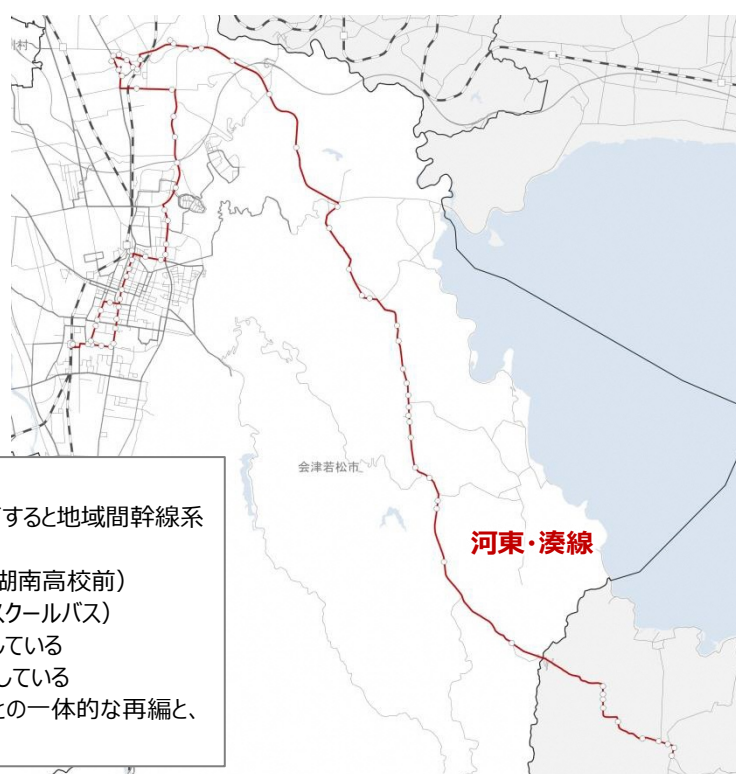 川村
会津若松市
河東・湊線
すると地域間幹線系
湖南高校前）
スクールバス）
している
している
との一体的な再編と、